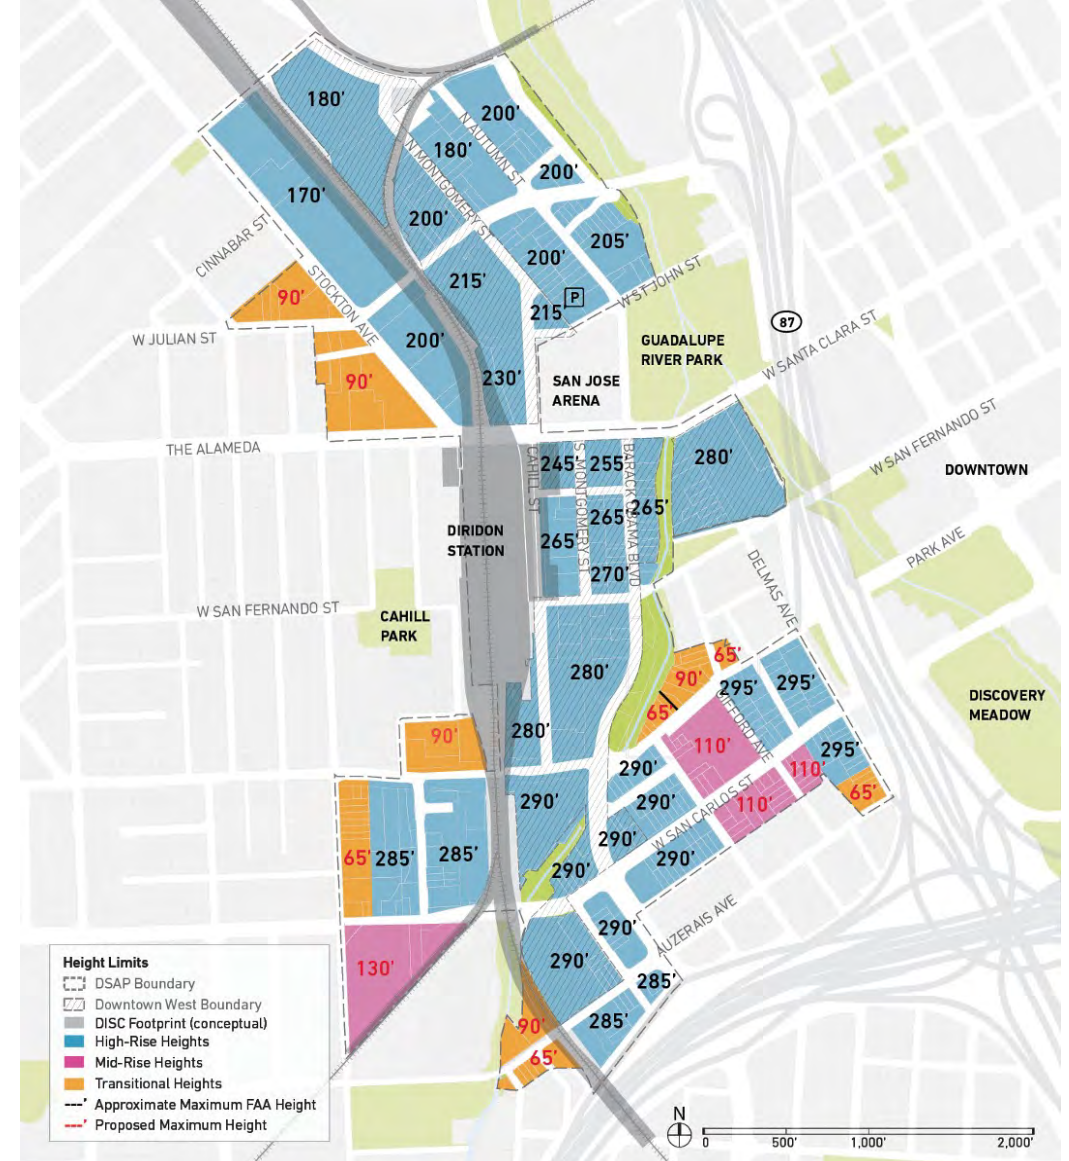 180'
200'
N AUTUMN ST
180'
N MONTGOMERY ST
200'
170'
200'
205'
CINNABAR ST
200'
215'
W ST JOHN ST
90'
STOCKTON AVE
P
215'
87
W JULIAN ST
200'
GUADALUPE
RIVER PARK
W SANTA CLARA ST
90'
230'
SAN JOSE
ARENA
THE ALAMEDA
W SAN FERNANDO ST
245'
255'
280'
DOWNTOWN
CAHILL ST
S MONTGOMERY ST
BARACK OBAMA BLVD
265'
265'
265'
DIRIDON
STATION
PARK AVE
270'
DELMAS AVE
W SAN FERNANDO ST
CAHILL
PARK
280'
65'
90'
295'
295'
DISCOVERY
MEADOW
65'
GIFFORD AVE
90'
280'
110'
295'
290'
110'
65'
290'
290'
110'
W SAN CARLOS ST
290'
65'
285'
285'
290'
290'
290'
AUZERAIS AVE
130'
290'
285'
285'
90'
65'
Height Limits
DSAP Boundary
Downtown West Boundary
DISC Footprint (conceptual)
High-Rise Heights
Mid-Rise Heights
Transitional Heights
---' Approximate Maximum FAA Height
---' Proposed Maximum Height
N
0 500' 1,000' 2,000'